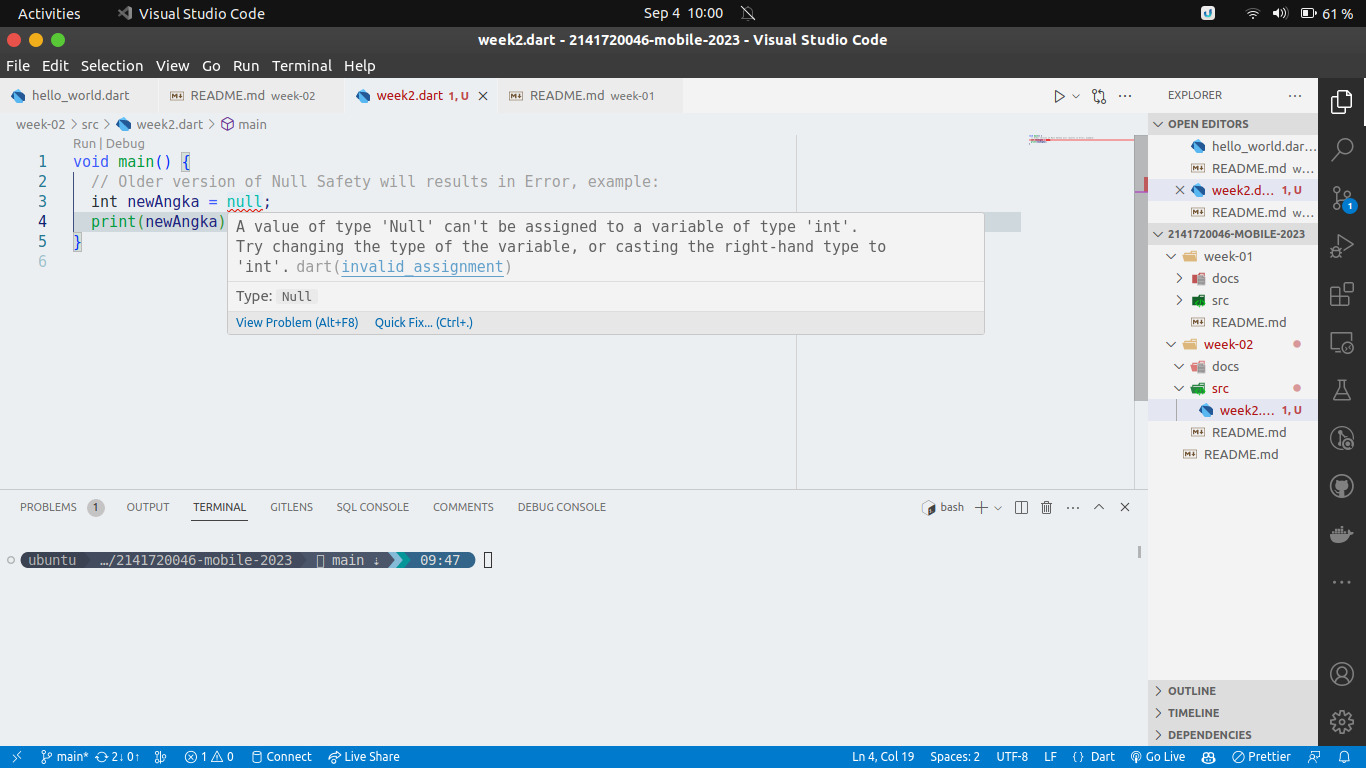 Activities Visual Studio Code Sep 4 10:00 61 %
week2.dart - 2141720046-mobile-2023 - Visual Studio Code
File Edit Selection View Go Run Terminal Help
hello_world.dart README.md week-02 week2.dart 1, U README.md week-01
week-02 > src > week2.dart > main
Run | Debug
1 void main() {
2 // Older version of Null Safety will results in Error, example:
3 int newAngka = null;
4 print(newAngka)
5 }
6
A value of type 'Null' can't be assigned to a variable of type 'int'.
Try changing the type of the variable, or casting the right-hand type to
'int'. dart(invalid_assignment)
Type: Null
View Problem (Alt+F8) Quick Fix... (Ctrl+.)
EXPLORER
OPEN EDITORS
hello_world.dar...
README.md w...
week2.d... 1, U
README.md w...
2141720046-MOBILE-2023
week-01
docs
src
README.md
week-02
docs
src
week2.... 1, U
README.md
README.md
OUTLINE
TIMELINE
DEPENDENCIES
1
PROBLEMS 1 OUTPUT TERMINAL GITLENS SQL CONSOLE COMMENTS DEBUG CONSOLE bash
ubuntu …/2141720046-mobile-2023 main ⇣ 09:47
main* 2↓ 0↑ 1 0 Connect Live Share Ln 4, Col 19 Spaces: 2 UTF-8 LF { } Dart Go Live Prettier